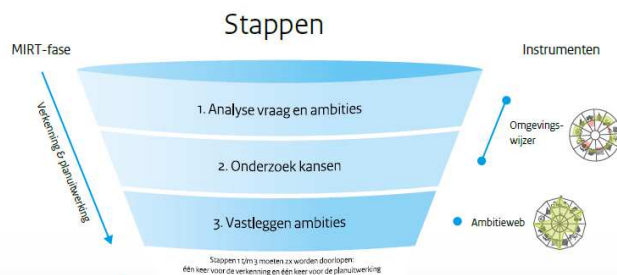 Stappen
MIRT-fase
Instrumenten
Verkenning & planuitwerking
1. Analyse vraag en ambities
2. Onderzoek kansen
3. Vastleggen ambities
Omgevings-
wijzer
Ambitieweb
Stappen 1 t/m 3 moeten 2x worden doorlopen:
één keer voor de verkenning en één keer voor de planuitwerking